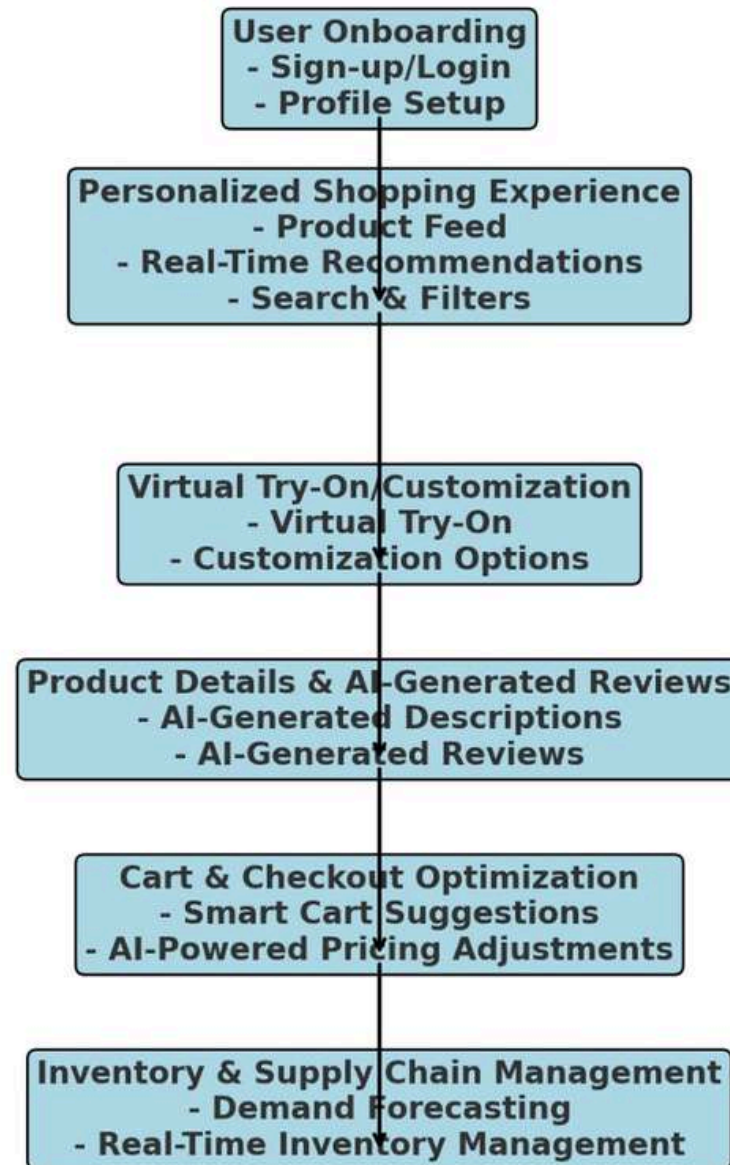 User Onboarding
- Sign-up/Login
- Profile Setup
Personalized Shopping Experience
- Product Feed
- Real-Time Recommendations
- Search & Filters
Virtual Try-On/Customization
- Virtual Try-On
- Customization Options
Product Details & AI-Generated Reviews
- AI-Generated Descriptions
- AI-Generated Reviews
Cart & Checkout Optimization
- Smart Cart Suggestions
- AI-Powered Pricing Adjustments
Inventory & Supply Chain Management
- Demand Forecasting
- Real-Time Inventory Management